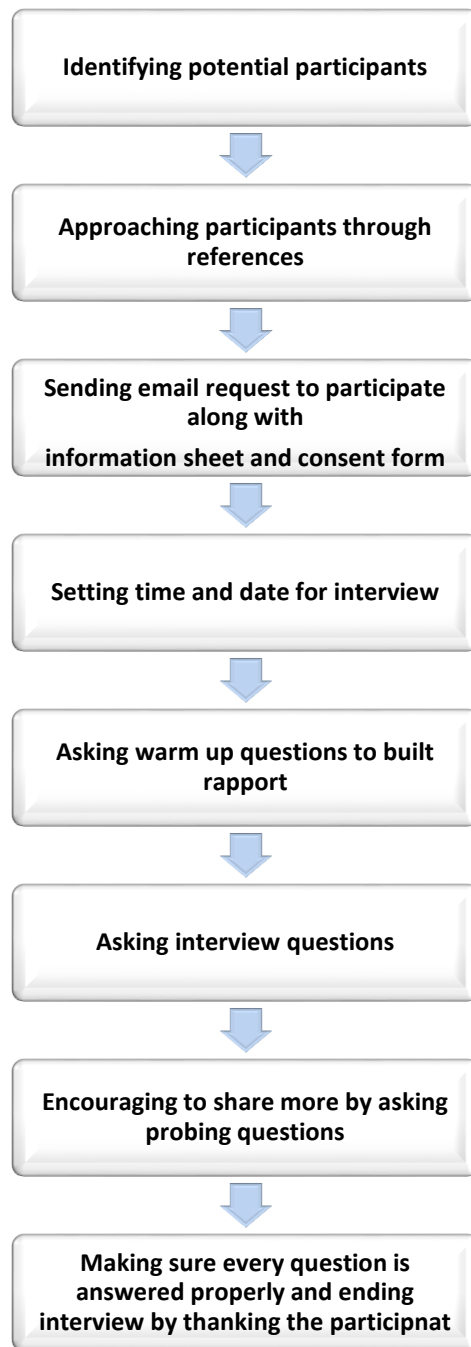 Identifying potential participants
Approaching participants through
references
Sending email request to participate
along with
information sheet and consent form
Setting time and date for interview
Asking warm up questions to built
rapport
Asking interview questions
Encouraging to share more by asking
probing questions
Making sure every question is
answered properly and ending
interview by thanking the participnat